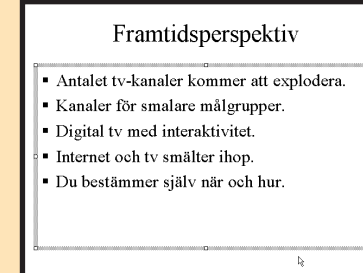 Framtidsperspektiv
▪ Antalet tv-kanaler kommer att explodera.
▪ Kanaler för smalare målgrupper.
▪ Digital tv med interaktivitet.
▪ Internet och tv smälter ihop.
▪ Du bestämmer själv när och hur.